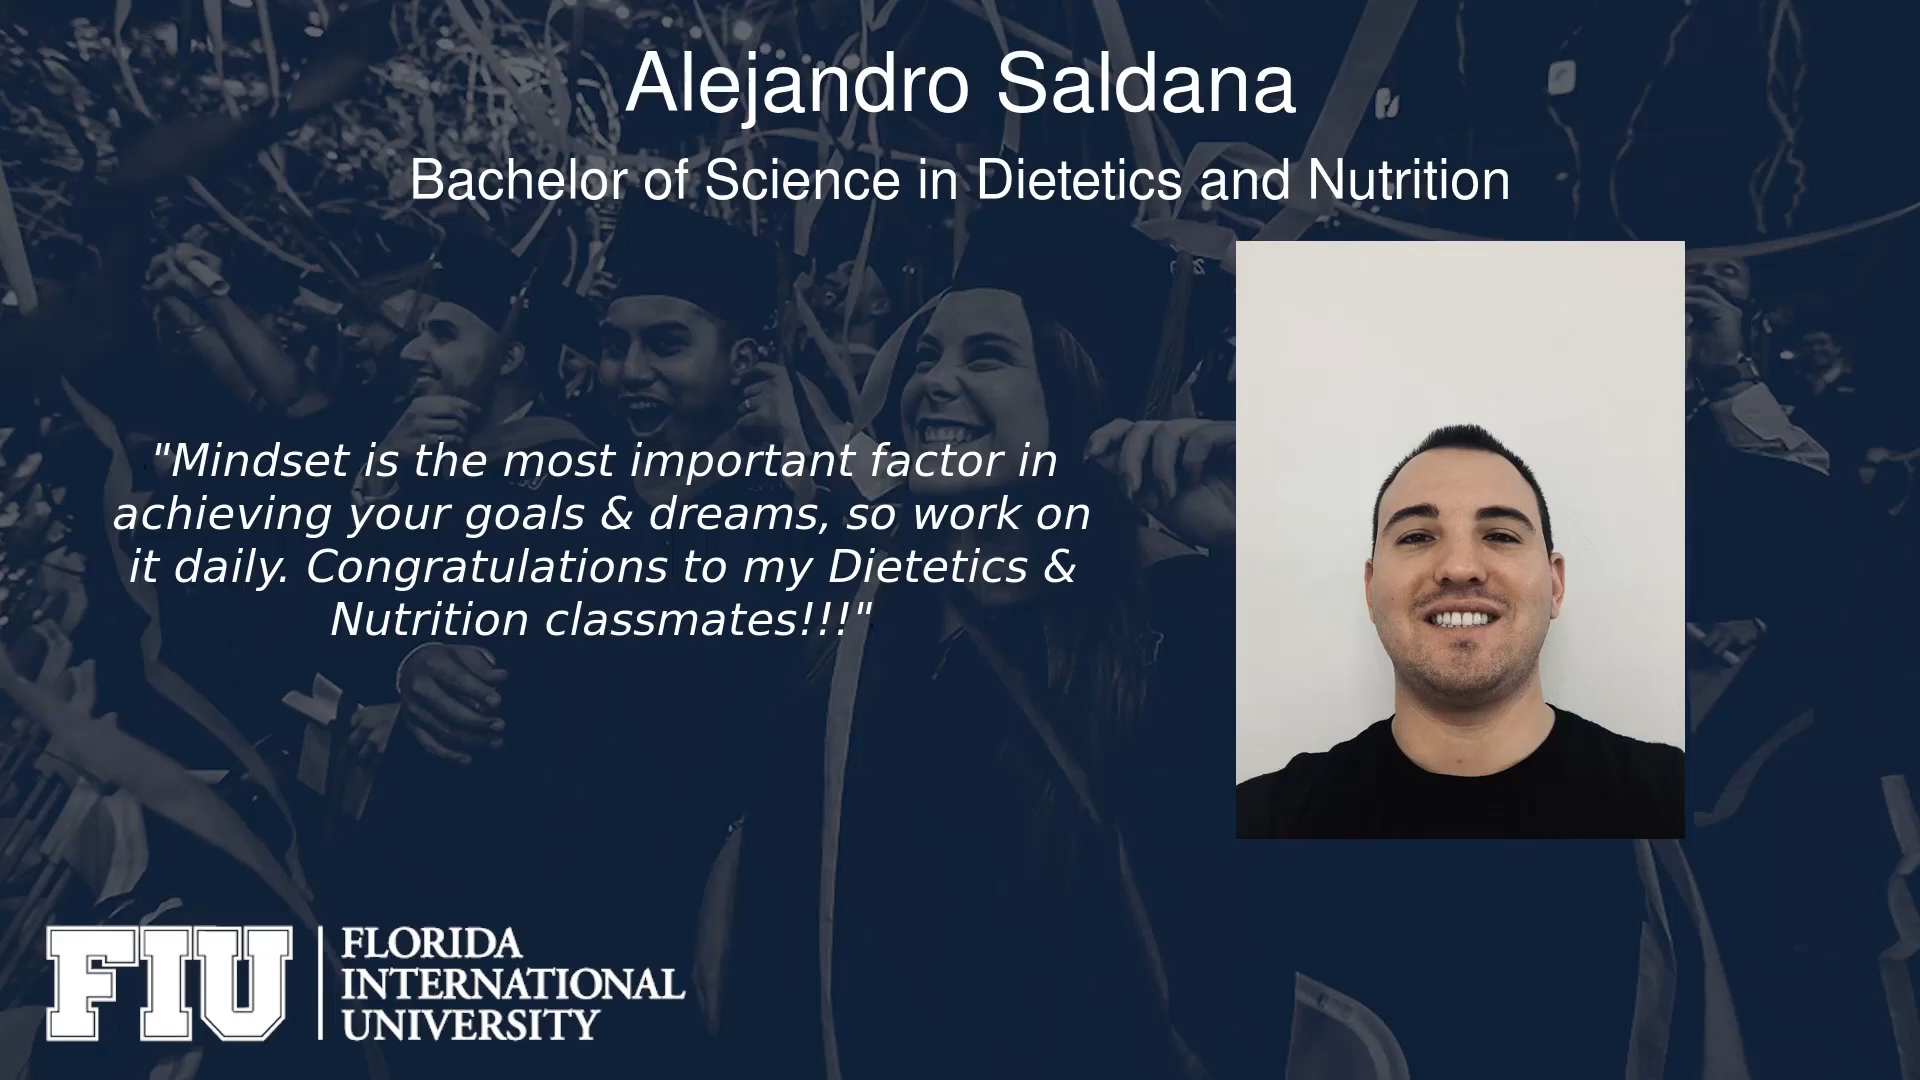 Alejandro Saldana
Bachelor of Science in Dietetics and Nutrition
"Mindset is the most important factor in
achieving your goals & dreams, so work on
it daily. Congratulations to my Dietetics &
Nutrition classmates!!!"
FIU
FLORIDA
INTERNATIONAL
UNIVERSITY